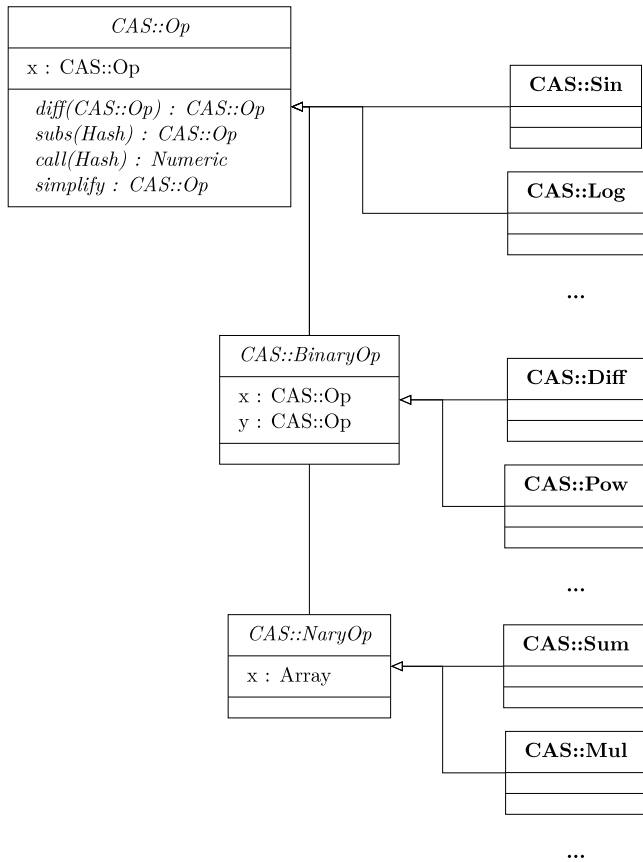 CAS::Op
x : CAS::Op
diff(CAS::Op) : CAS::Op
subs(Hash) : CAS::Op
call(Hash) : Numeric
simplify : CAS::Op
CAS::Sin
CAS::Log
...
CAS::BinaryOp
x : CAS::Op
y : CAS::Op
CAS::Diff
CAS::Pow
...
CAS::NaryOp
x : Array
CAS::Sum
CAS::Mul
...